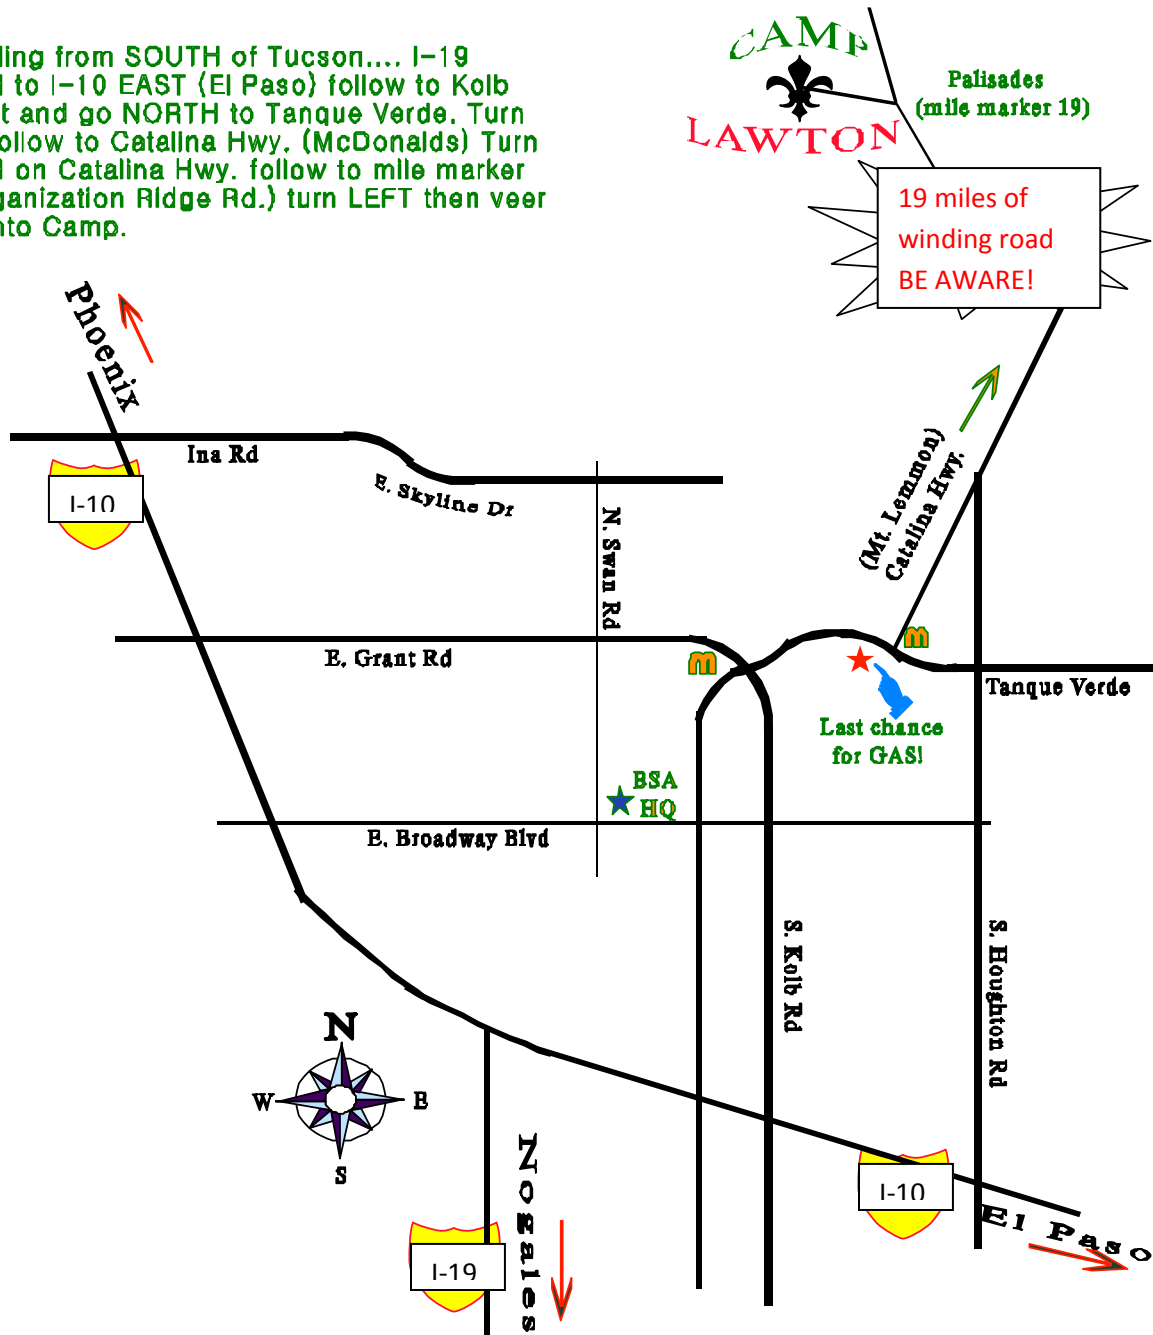 ling from SOUTH of Tucson.... I-19
to I-10 EAST (El Paso) follow to Kolb
t and go NORTH to Tanque Verde. Turn
ollow to Catalina Hwy. (McDonalds) Turn
on Catalina Hwy. follow to mile marker
ganization Ridge Rd.) turn LEFT then veer
nto Camp.
CAMP
LAWTON
Palisades
(mile marker 19)
19 miles of
winding road
BE AWARE!
Phoenix
Ina Rd
E. Skyline Dr
I-10
N. Swan Rd
(Mt. Lemmon)
Catalina Hwy.
E. Grant Rd
m
m
Tanque Verde
Last chance
for GAS!
BSA
HQ
E. Broadway Blvd
S. Kolb Rd
S. Houghton Rd
N
W
E
S
Nogales
I-19
I-10
El Paso